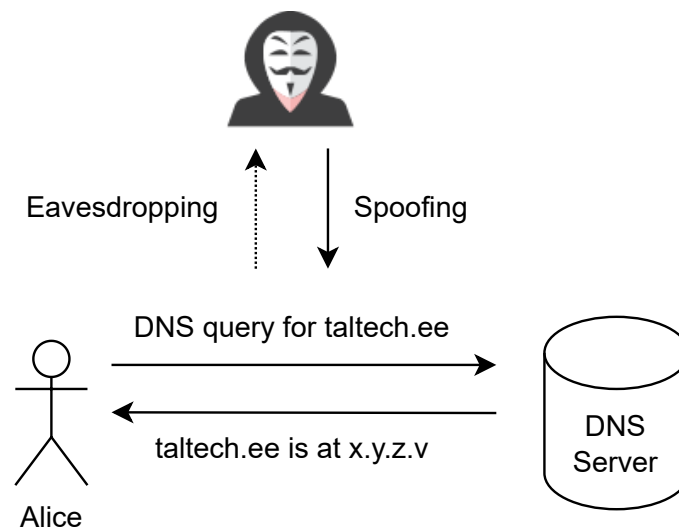 Eavesdropping
Spoofing
DNS query for taltech.ee
taltech.ee is at x.y.z.v
DNS
Server
Alice